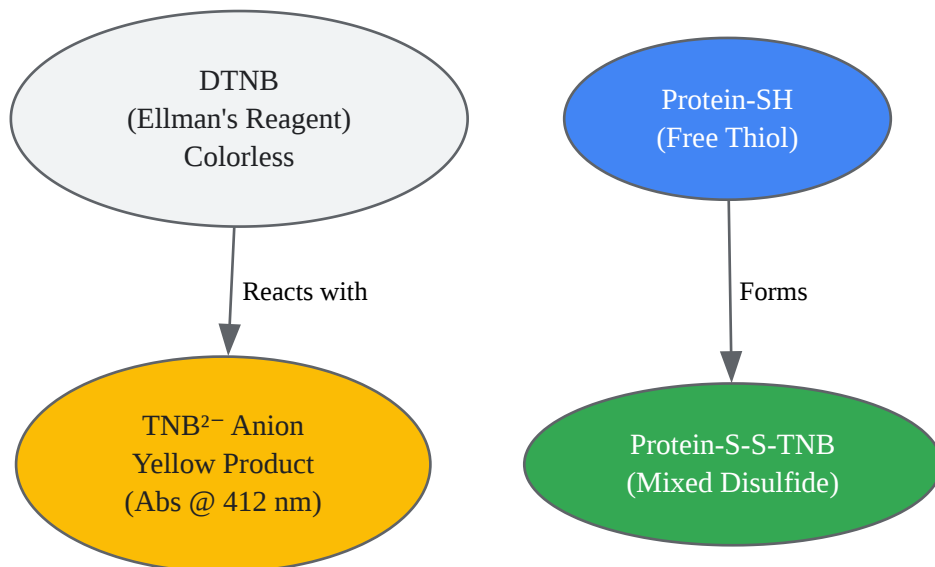 DTNB
(Ellman's Reagent)
Colorless
Protein-SH
(Free Thiol)
Reacts with
Forms
TNB²⁻ Anion
Yellow Product
(Abs @ 412 nm)
Protein-S-S-TNB
(Mixed Disulfide)